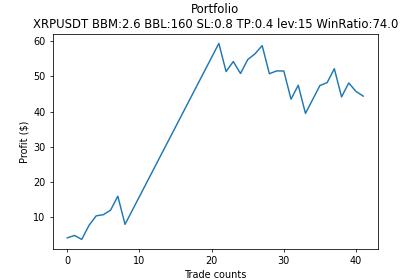 Portfolio
XRPUSDT BBM:2.6 BBL:160 SL:0.8 TP:0.4 lev:15 WinRatio:74.0
60
50
40
30
20
10
Profit ($)
0 10 20 30 40
Trade counts